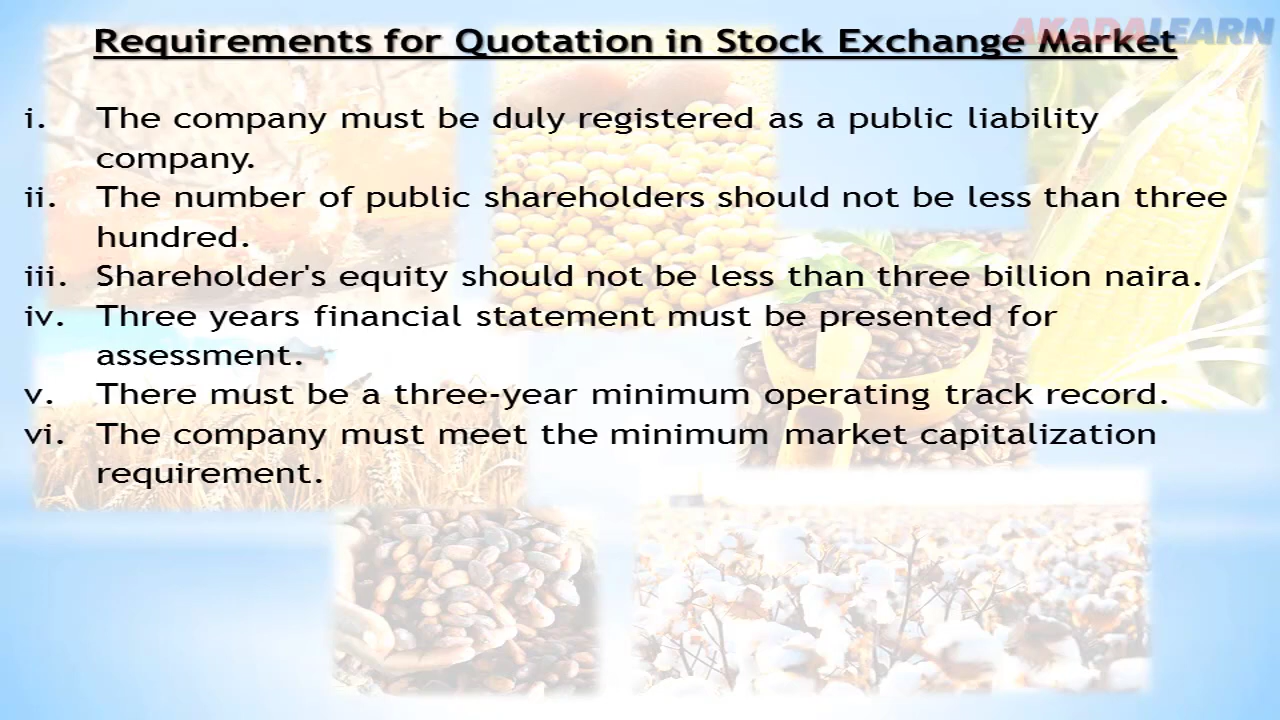 AKADALEARN
Requirements for Quotation in Stock Exchange Market
i. The company must be duly registered as a public liability
company.
ii. The number of public shareholders should not be less than three
hundred.
iii. Shareholder's equity should not be less than three billion naira.
iv. Three years financial statement must be presented for
assessment.
v. There must be a three-year minimum operating track record.
vi. The company must meet the minimum market capitalization
requirement.